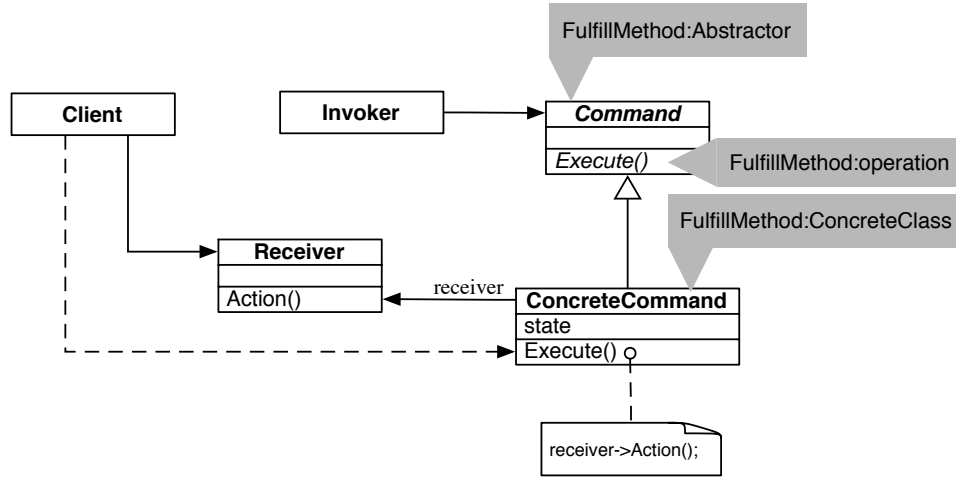 FulfillMethod:Abstractor
Client
Invoker
Command
Execute()
FulfillMethod:operation
FulfillMethod:ConcreteClass
Receiver
Action()
receiver
ConcreteCommand
state
Execute()
receiver->Action();